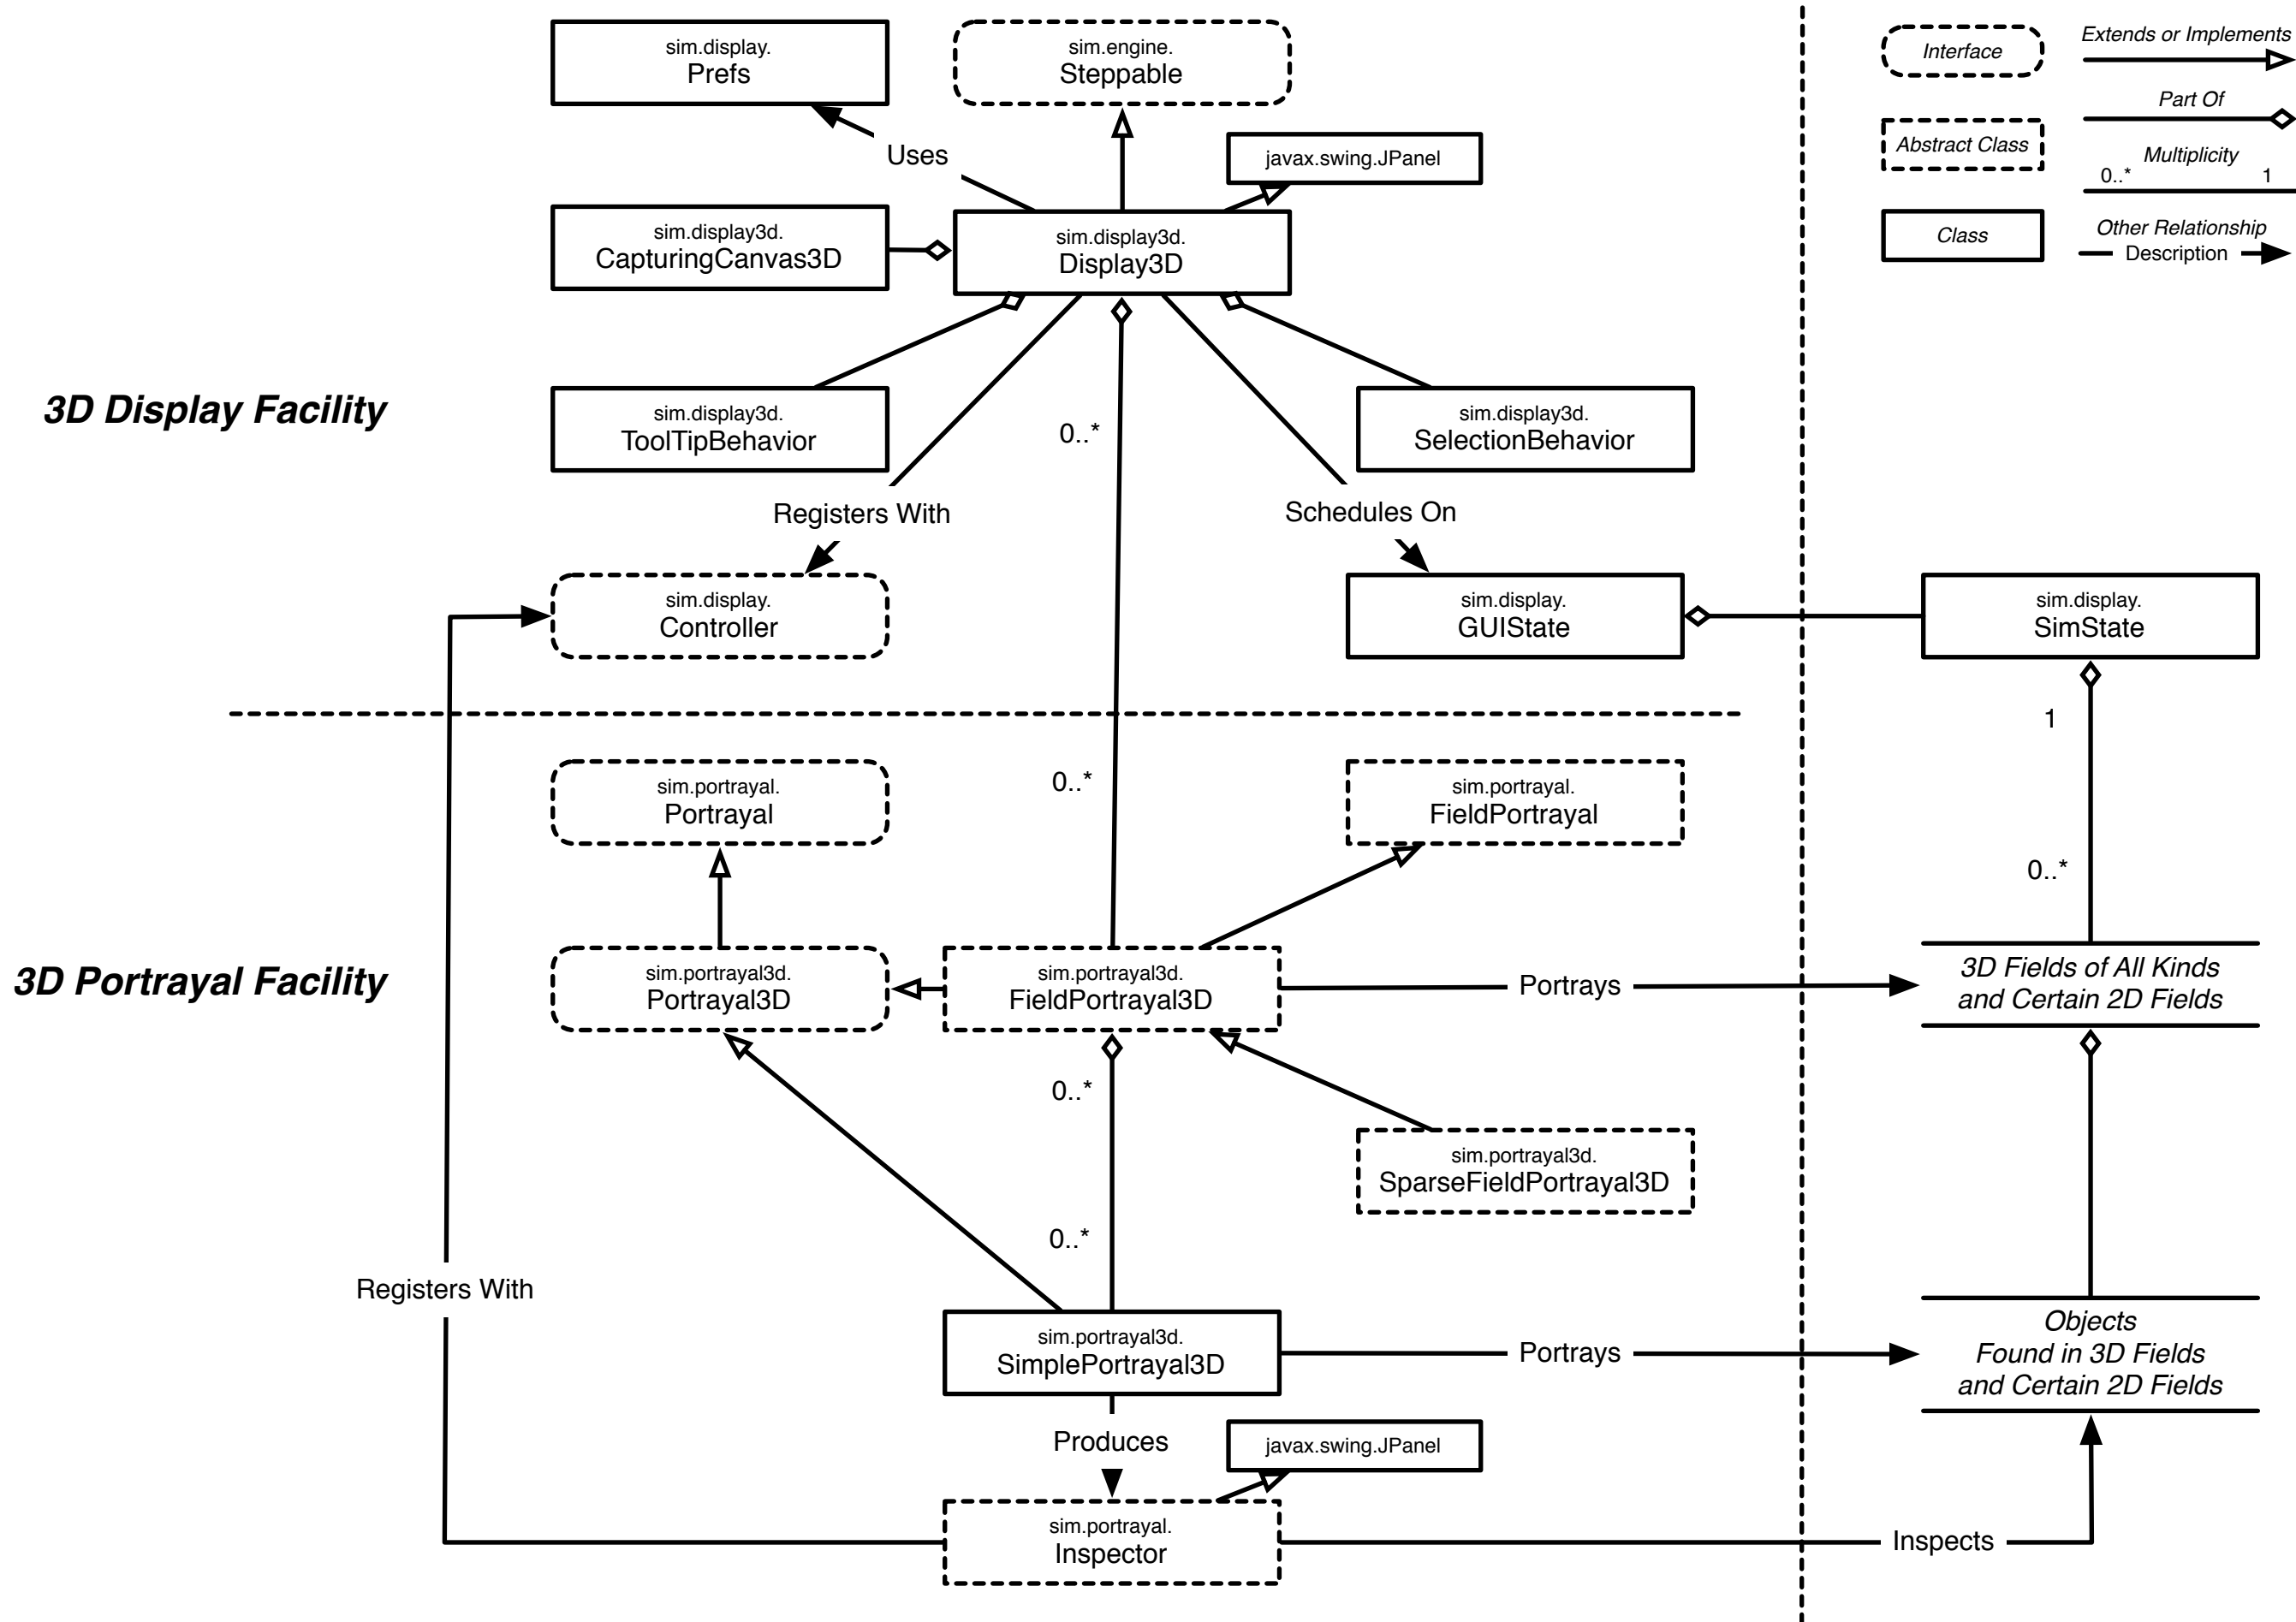 sim.display.
Prefs
sim.engine.
Steppable
Interface
Extends or Implements
Part Of
Uses
javax.swing.JPanel
Abstract Class
Multiplicity
0..* 1
sim.display3d.
CapturingCanvas3D
sim.display3d.
Display3D
Class
Other Relationship
Description
3D Display Facility
sim.display3d.
ToolTipBehavior
0..*
sim.display3d.
SelectionBehavior
Registers With
Schedules On
sim.display.
Controller
sim.display.
GUIState
sim.display.
SimState
1
0..*
sim.portrayal.
Portrayal
sim.portrayal.
FieldPortrayal
0..*
3D Portrayal Facility
sim.portrayal3d.
Portrayal3D
sim.portrayal3d.
FieldPortrayal3D
Portrays
3D Fields of All Kinds
and Certain 2D Fields
0..*
sim.portrayal3d.
SparseFieldPortrayal3D
0..*
Registers With
sim.portrayal3d.
SimplePortrayal3D
Portrays
Objects
Found in 3D Fields
and Certain 2D Fields
Produces
javax.swing.JPanel
sim.portrayal.
Inspector
Inspects